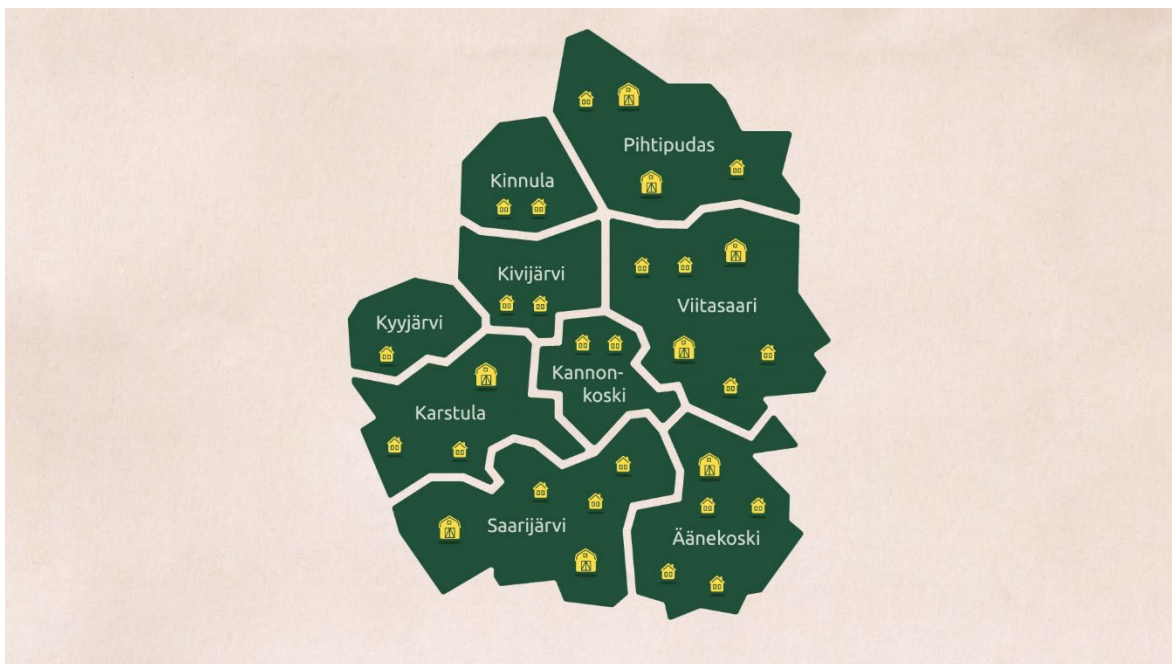 Pihtipudas
Kinnula
Kivijärvi
Viitasaari
Kyyjärvi
Kannon-
koski
Karstula
Saarijärvi
Äänekoski